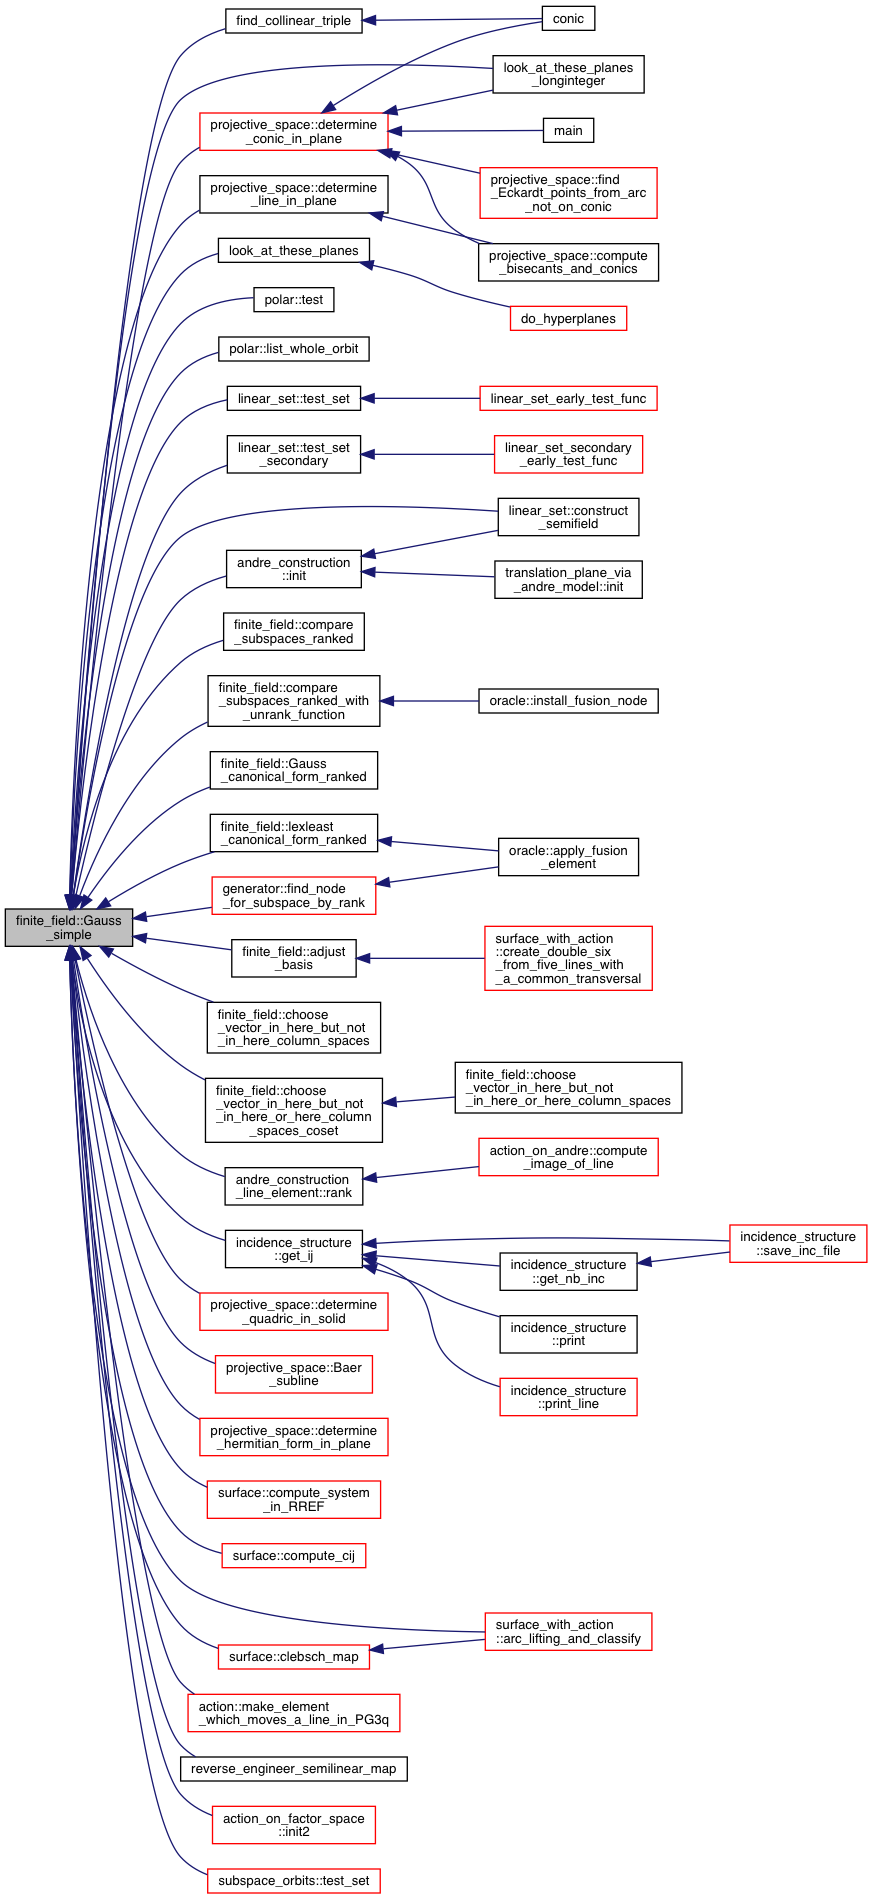 find_collinear_triple
conic
look_at_these_planes
_longinteger
projective_space::determine
_conic_in_plane
main
projective_space::find
_Eckardt_points_from_arc
_not_on_conic
projective_space::determine
_line_in_plane
look_at_these_planes
projective_space::compute
_bisecants_and_conics
polar::test
do_hyperplanes
polar::list_whole_orbit
linear_set::test_set
linear_set_early_test_func
linear_set::test_set
_secondary
linear_set_secondary
_early_test_func
linear_set::construct
_semifield
andre_construction
::init
translation_plane_via
_andre_model::init
finite_field::compare
_subspaces_ranked
finite_field::compare
_subspaces_ranked_with
_unrank_function
oracle::install_fusion_node
finite_field::Gauss
_canonical_form_ranked
finite_field::lexleast
_canonical_form_ranked
oracle::apply_fusion
_element
generator::find_node
_for_subspace_by_rank
finite_field::Gauss
_simple
finite_field::adjust
_basis
surface_with_action
::create_double_six
_from_five_lines_with
_a_common_transversal
finite_field::choose
_vector_in_here_but_not
_in_here_column_spaces
finite_field::choose
_vector_in_here_but_not
_in_here_or_here_column
_spaces_coset
finite_field::choose
_vector_in_here_but_not
_in_here_or_here_column_spaces
andre_construction
_line_element::rank
action_on_andre::compute
_image_of_line
incidence_structure
::get_ij
incidence_structure
::save_inc_file
incidence_structure
::get_nb_inc
projective_space::determine
_quadric_in_solid
incidence_structure
::print
projective_space::Baer
_subline
incidence_structure
::print_line
projective_space::determine
_hermitian_form_in_plane
surface::compute_system
_in_RREF
surface::compute_cij
surface_with_action
::arc_lifting_and_classify
surface::clebsch_map
action::make_element
_which_moves_a_line_in_PG3q
reverse_engineer_semilinear_map
action_on_factor_space
::init2
subspace_orbits::test_set